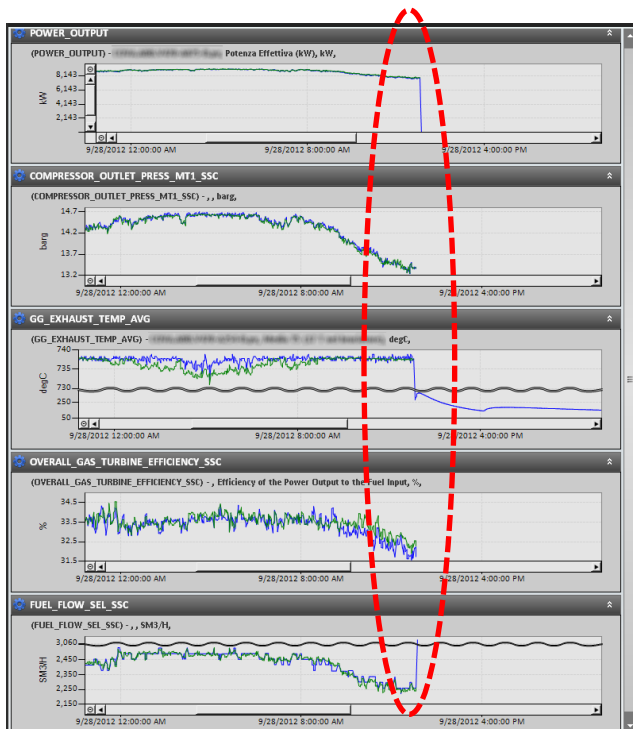 POWER_OUTPUT
(POWER_OUTPUT) - Potenza Effettiva (kW), kW,
8,143
6,143
4,143
2,143
kW
9/28/2012 12:00:00 AM 9/28/2012 8:00:00 AM 9/28/2012 4:00:00 PM
COMPRESSOR_OUTLET_PRESS_MT1_SSC
(COMPRESSOR_OUTLET_PRESS_MT1_SSC) - , , barg,
14.7
14.2
13.7
13.2
barg
9/28/2012 12:00:00 AM 9/28/2012 8:00:00 AM 9/28/2012 4:00:00 PM
GG_EXHAUST_TEMP_AVG
(GG_EXHAUST_TEMP_AVG) - degC,
740
735
730
250
50
degC
9/28/2012 12:00:00 AM 9/28/2012 8:00:00 AM 9/28/2012 4:00:00 PM
OVERALL_GAS_TURBINE_EFFICIENCY_SSC
(OVERALL_GAS_TURBINE_EFFICIENCY_SSC) - , Efficiency of the Power Output to the Fuel Input, %,
34.5
33.5
32.5
31.5
%
9/28/2012 12:00:00 AM 9/28/2012 8:00:00 AM 9/28/2012 4:00:00 PM
FUEL_FLOW_SEL_SSC
(FUEL_FLOW_SEL_SSC) - , , SM3/H,
3,060
2,450
2,350
2,250
2,150
SM3/H
9/28/2012 12:00:00 AM 9/28/2012 8:00:00 AM 9/28/2012 4:00:00 PM